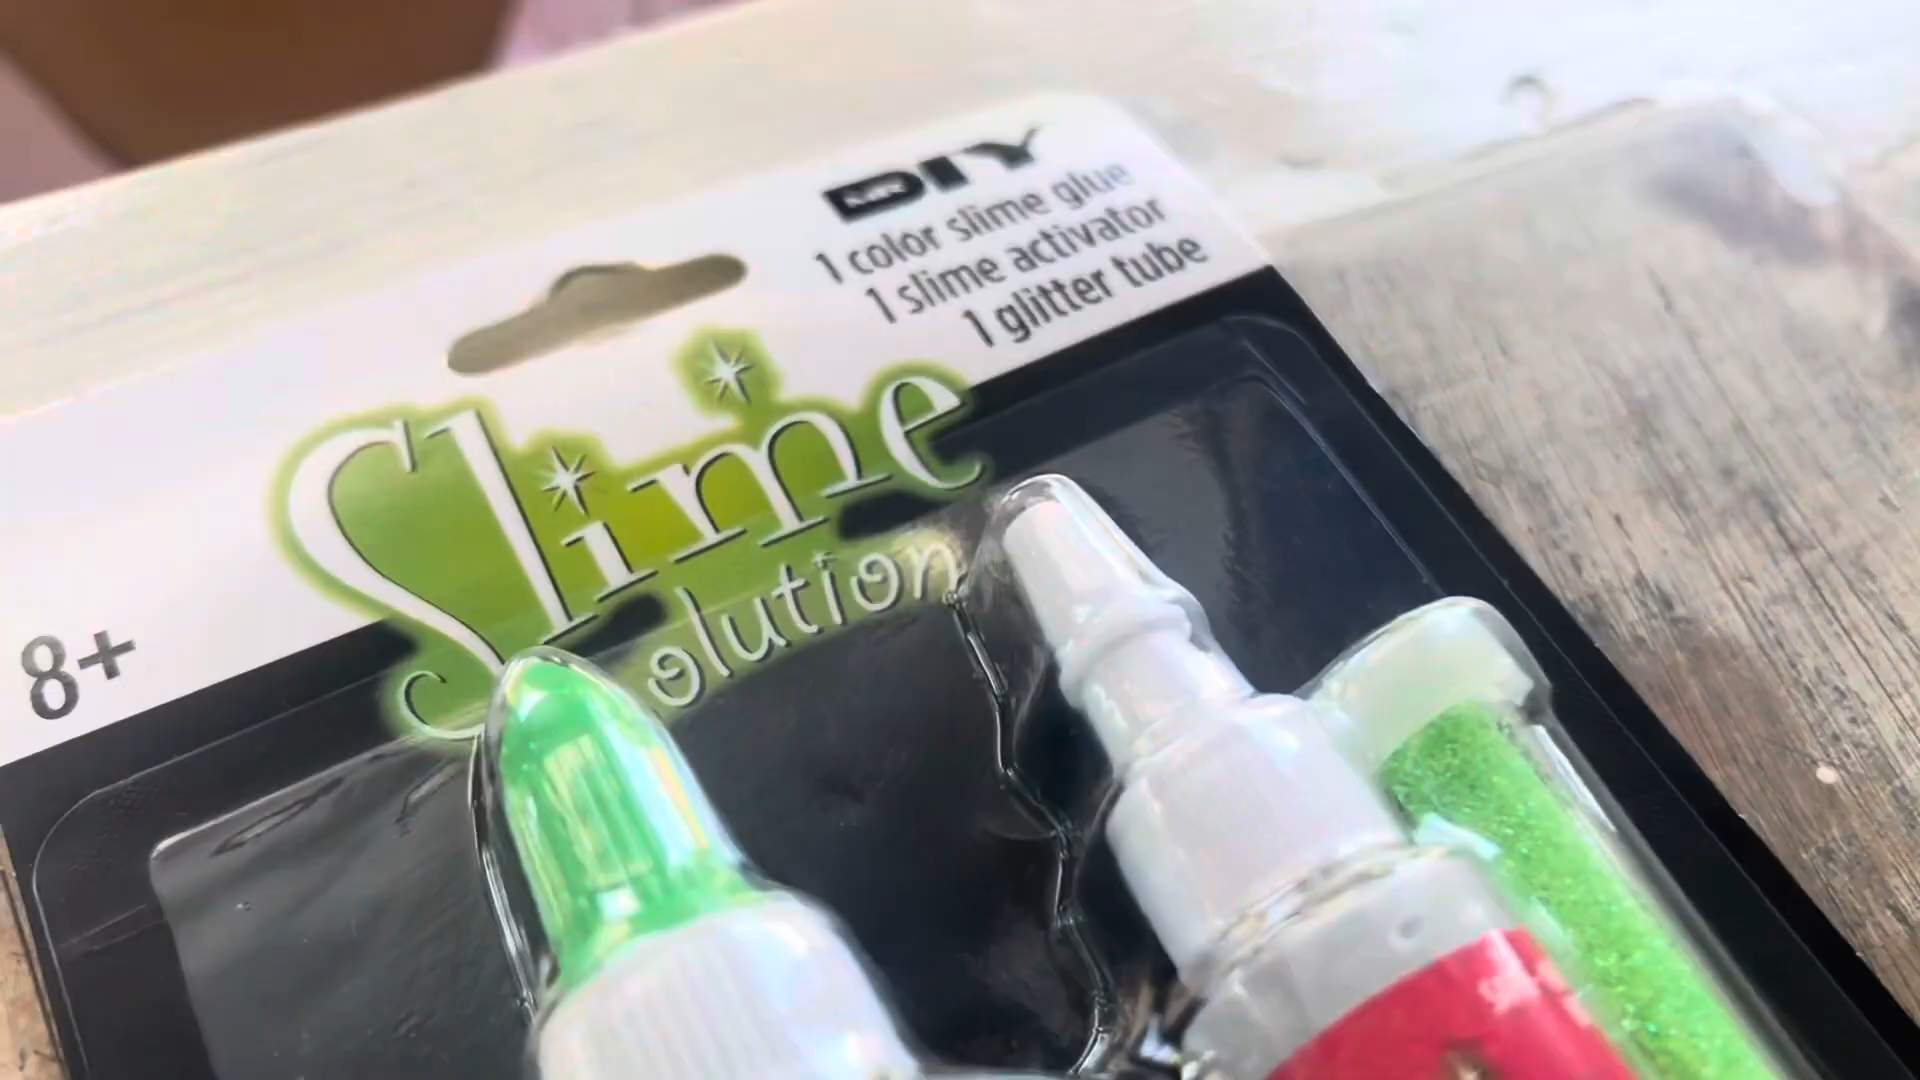 DIY
1 color slime glue
1 slime activator
1 glitter tube
Slime
Solution
8+